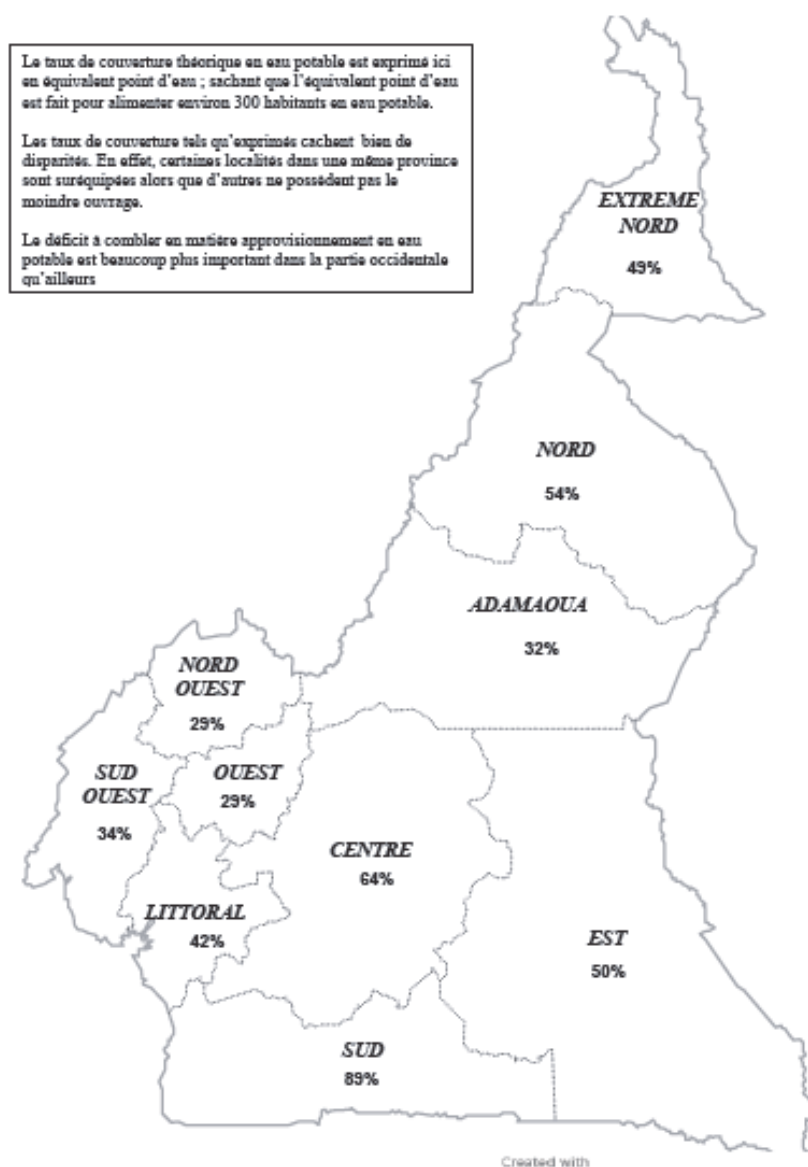 Le taux de couverture théorique en eau potable est exprimé ici
en équivalent point d'eau ; sachant que l'équivalent point d'eau
est fait pour alimenter environ 300 habitants en eau potable.
Les taux de couverture tels qu'exprimés cachent bien de
disparités. En effet, certaines localités dans une même province
sont suréquipées alors que d'autres ne possèdent pas le
moindre ouvrage.
Le déficit à combler en matière approvisionnement en eau
potable est beaucoup plus important dans la partie occidentale
qu'ailleurs
EXTREME
NORD
49%
NORD
54%
ADAMAOUA
32%
NORD
OUEST
29%
SUD
OUEST
34%
OUEST
29%
CENTRE
64%
LITTORAL
42%
EST
50%
SUD
89%
Created with